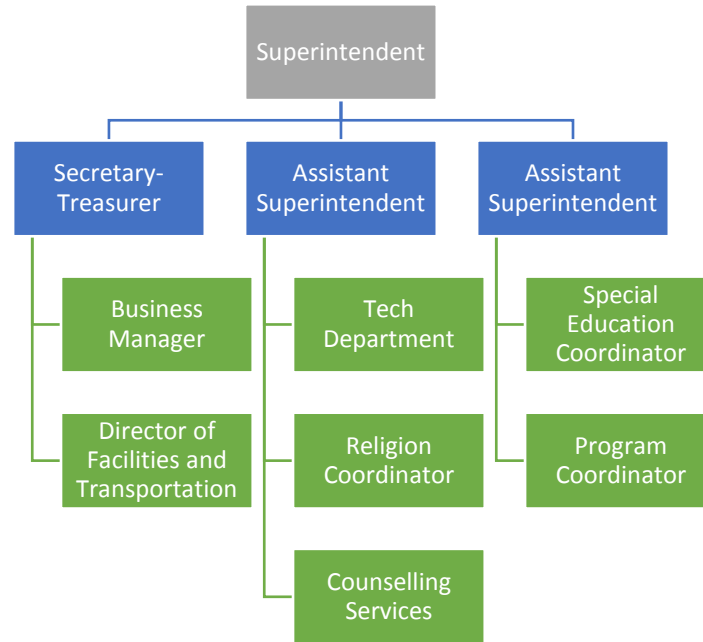 Superintendent
Secretary-
Treasurer
Assistant
Superintendent
Assistant
Superintendent
Business
Manager
Tech
Department
Special
Education
Coordinator
Director of
Facilities and
Transportation
Religion
Coordinator
Program
Coordinator
Counselling
Services